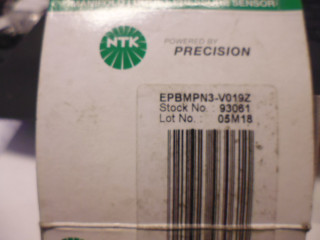 NTK
POWERED BY
PRECISION
EPBMPN3-V019Z
Stock No. : 93061
Lot No. : 05M18